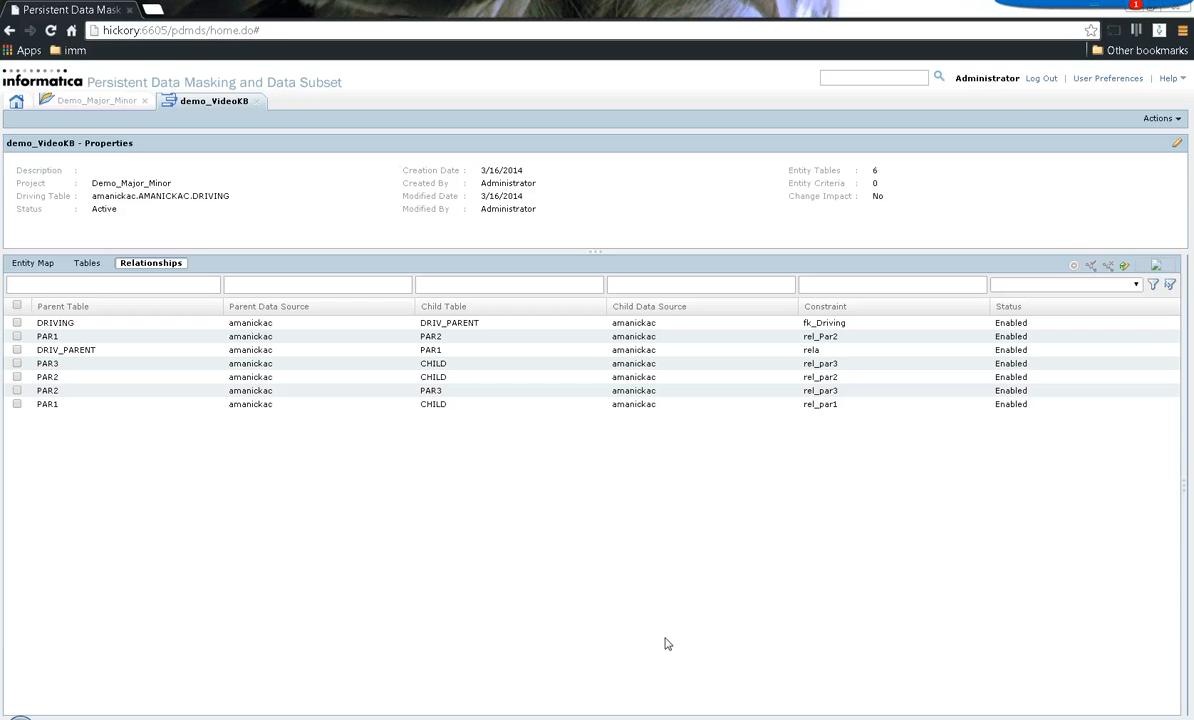 Persistent Data Mask
1
hickory:6605/pdmds/home.do#
Apps imm Other bookmarks
informatica Persistent Data Masking and Data Subset Administrator Log Out | User Preferences | Help
Demo_Major_Minor demo_VideoKB
Actions
demo_VideoKB - Properties
Description : Creation Date : 3/16/2014 Entity Tables : 6
Project : Demo_Major_Minor Created By : Administrator Entity Criteria : 0
Driving Table : amanickac.AMANICKAC.DRIVING Modified Date : 3/16/2014 Change Impact : No
Status : Active Modified By : Administrator
Entity Map Tables Relationships
Parent Table Parent Data Source Child Table Child Data Source Constraint Status
DRIVING amanickac DRIV_PARENT amanickac fk_Driving Enabled
PAR1 amanickac PAR2 amanickac rel_Par2 Enabled
DRIV_PARENT amanickac PAR1 amanickac rela Enabled
PAR3 amanickac CHILD amanickac rel_par3 Enabled
PAR2 amanickac CHILD amanickac rel_par2 Enabled
PAR2 amanickac PAR3 amanickac rel_par3 Enabled
PAR1 amanickac CHILD amanickac rel_par1 Enabled